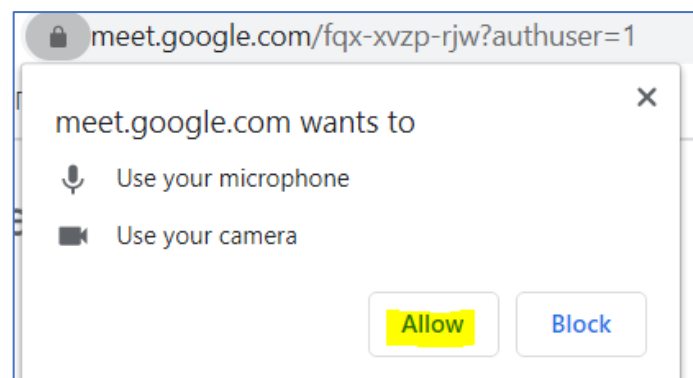 meet.google.com/fqx-xvzp-rjw?authuser=1
meet.google.com wants to
Use your microphone
Use your camera
Allow Block